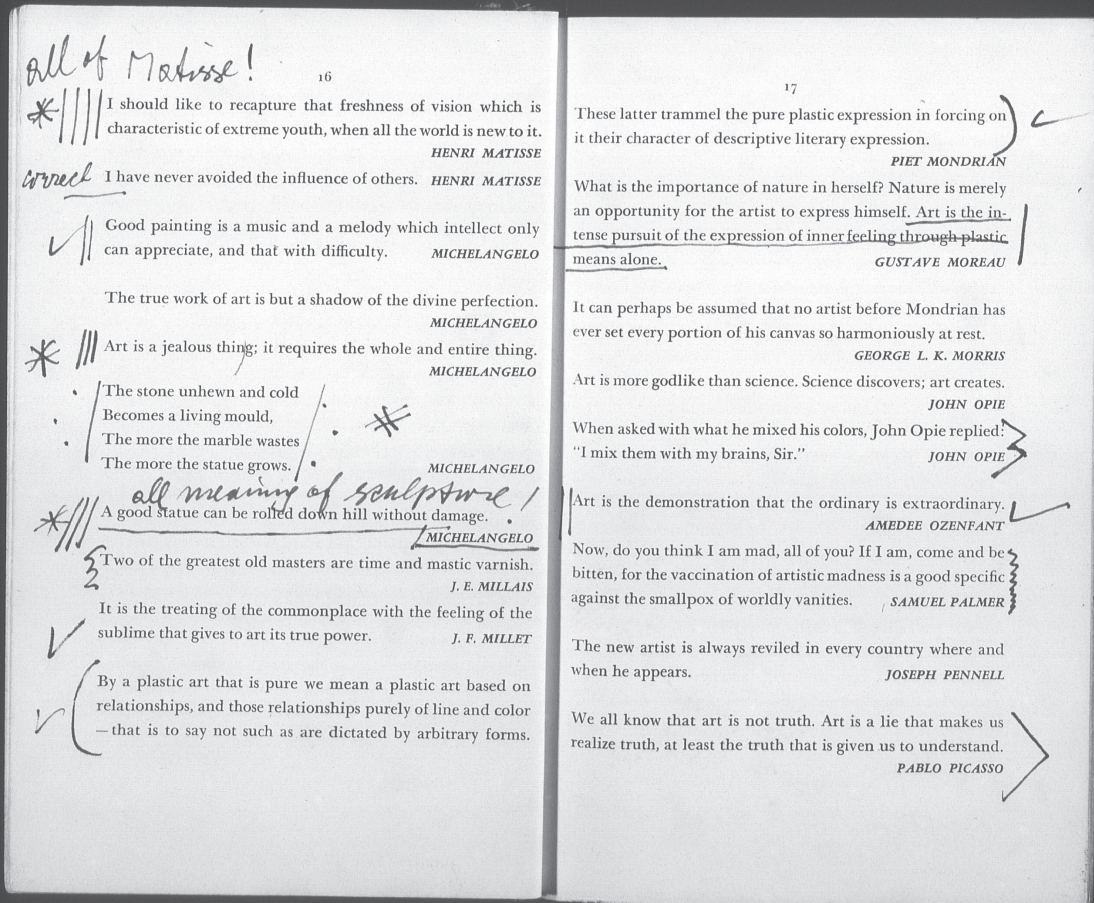 all of Matisse!
16
I should like to recapture that freshness of vision which is
characteristic of extreme youth, when all the world is new to it.
HENRI MATISSE
correct I have never avoided the influence of others. HENRI MATISSE
Good painting is a music and a melody which intellect only
can appreciate, and that with difficulty. MICHELANGELO
The true work of art is but a shadow of the divine perfection.
MICHELANGELO
Art is a jealous thing; it requires the whole and entire thing.
MICHELANGELO
The stone unhewn and cold
Becomes a living mould,
The more the marble wastes
The more the statue grows. MICHELANGELO
all meaning of sculpture!
A good statue can be rolled down hill without damage.
MICHELANGELO
Two of the greatest old masters are time and mastic varnish.
J. E. MILLAIS
It is the treating of the commonplace with the feeling of the
sublime that gives to art its true power. J. F. MILLET
By a plastic art that is pure we mean a plastic art based on
relationships, and those relationships purely of line and color
—that is to say not such as are dictated by arbitrary forms.
17
These latter trammel the pure plastic expression in forcing on
it their character of descriptive literary expression.
PIET MONDRIAN
What is the importance of nature in herself? Nature is merely
an opportunity for the artist to express himself. Art is the in-
tense pursuit of the expression of inner feeling through plastic
means alone. GUSTAVE MOREAU
It can perhaps be assumed that no artist before Mondrian has
ever set every portion of his canvas so harmoniously at rest.
GEORGE L. K. MORRIS
Art is more godlike than science. Science discovers; art creates.
JOHN OPIE
When asked with what he mixed his colors, John Opie replied:
"I mix them with my brains, Sir." JOHN OPIE
Art is the demonstration that the ordinary is extraordinary.
AMEDEE OZENFANT
Now, do you think I am mad, all of you? If I am, come and be
bitten, for the vaccination of artistic madness is a good specific
against the smallpox of worldly vanities. SAMUEL PALMER
The new artist is always reviled in every country where and
when he appears. JOSEPH PENNELL
We all know that art is not truth. Art is a lie that makes us
realize truth, at least the truth that is given us to understand.
PABLO PICASSO